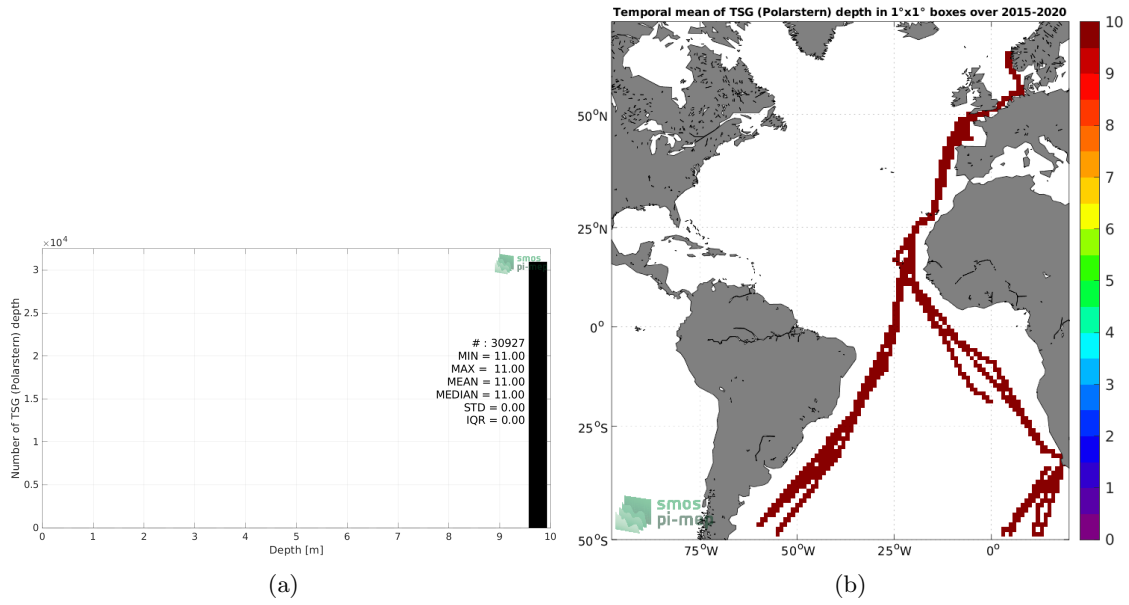 ×10⁴
3
2.5
2
1.5
1
0.5
0
Number of TSG (Polarstern) depth
smos
pi-mep
# : 30927
MIN = 11.00
MAX = 11.00
MEAN = 11.00
MEDIAN = 11.00
STD = 0.00
IQR = 0.00
0 1 2 3 4 5 6 7 8 9 10
Depth [m]
(a)
Temporal mean of TSG (Polarstern) depth in 1°x1° boxes over 2015-2020
50°N
25°N
0°
25°S
50°S
75°W 50°W 25°W 0°
smos
pi-mep
10
9
8
7
6
5
4
3
2
1
0
(b)